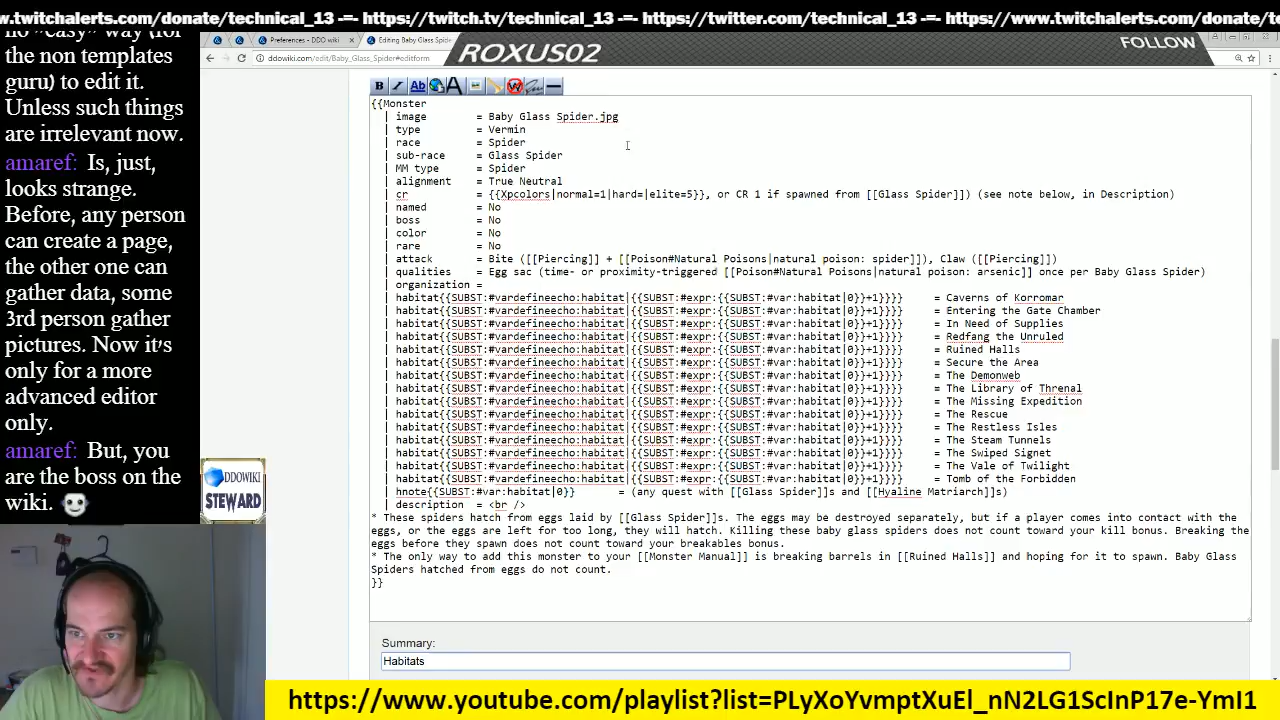 ww.twitchalerts.com/donate/technical_13 -=- https://twitch.tv/technical_13 -=- https://twitter.com/technical_13 -=- https://www.twitchalerts.com/donate/t
no "easy" way (for
the non templates
guru) to edit it.
Unless such things
are irrelevant now.
amaref: Is, just,
looks strange.
Before, any person
can create a page,
the other one can
gather data, some
3rd person gather
pictures. Now it's
only for a more
advanced editor
only.
amaref: But, you
are the boss on the
wiki.
DDOWIKI
STEWARD
Preferences - DDO.wiki
Editing Baby Glass Spid
ddowiki.com/edit/Baby_Glass_Spider#editform
ROXUS02
FOLLOW
B I Ab A W
{{Monster
| image = Baby Glass Spider.jpg
| type = Vermin
| race = Spider
| sub-race = Glass Spider
| MM type = Spider
| alignment = True Neutral
| cr = {{Xpcolors|normal=1|hard=|elite=5}}, or CR 1 if spawned from [[Glass Spider]]) (see note below, in Description)
| named = No
| boss = No
| color = No
| rare = No
| attack = Bite ([[Piercing]] + [[Poison#Natural Poisons|natural poison: spider]]), Claw ([[Piercing]])
| qualities = Egg sac (time- or proximity-triggered [[Poison#Natural Poisons|natural poison: arsenic]] once per Baby Glass Spider)
| organization =
| habitat{{SUBST:#vardefineecho:habitat|{{SUBST:#expr:{{SUBST:#var:habitat|0}}+1}}}} = Caverns of Korromar
| habitat{{SUBST:#vardefineecho:habitat|{{SUBST:#expr:{{SUBST:#var:habitat|0}}+1}}}} = Entering the Gate Chamber
| habitat{{SUBST:#vardefineecho:habitat|{{SUBST:#expr:{{SUBST:#var:habitat|0}}+1}}}} = In Need of Supplies
| habitat{{SUBST:#vardefineecho:habitat|{{SUBST:#expr:{{SUBST:#var:habitat|0}}+1}}}} = Redfang the Unruled
| habitat{{SUBST:#vardefineecho:habitat|{{SUBST:#expr:{{SUBST:#var:habitat|0}}+1}}}} = Ruined Halls
| habitat{{SUBST:#vardefineecho:habitat|{{SUBST:#expr:{{SUBST:#var:habitat|0}}+1}}}} = Secure the Area
| habitat{{SUBST:#vardefineecho:habitat|{{SUBST:#expr:{{SUBST:#var:habitat|0}}+1}}}} = The Demonweb
| habitat{{SUBST:#vardefineecho:habitat|{{SUBST:#expr:{{SUBST:#var:habitat|0}}+1}}}} = The Library of Threnal
| habitat{{SUBST:#vardefineecho:habitat|{{SUBST:#expr:{{SUBST:#var:habitat|0}}+1}}}} = The Missing Expedition
| habitat{{SUBST:#vardefineecho:habitat|{{SUBST:#expr:{{SUBST:#var:habitat|0}}+1}}}} = The Rescue
| habitat{{SUBST:#vardefineecho:habitat|{{SUBST:#expr:{{SUBST:#var:habitat|0}}+1}}}} = The Restless Isles
| habitat{{SUBST:#vardefineecho:habitat|{{SUBST:#expr:{{SUBST:#var:habitat|0}}+1}}}} = The Steam Tunnels
| habitat{{SUBST:#vardefineecho:habitat|{{SUBST:#expr:{{SUBST:#var:habitat|0}}+1}}}} = The Swiped Signet
| habitat{{SUBST:#vardefineecho:habitat|{{SUBST:#expr:{{SUBST:#var:habitat|0}}+1}}}} = The Vale of Twilight
| habitat{{SUBST:#vardefineecho:habitat|{{SUBST:#expr:{{SUBST:#var:habitat|0}}+1}}}} = Tomb of the Forbidden
| hnote{{SUBST:#var:habitat|0}} = (any quest with [[Glass Spider]]s and [[Hyaline Matriarch]]s)
| description = <br />
* These spiders hatch from eggs laid by [[Glass Spider]]s. The eggs may be destroyed separately, but if a player comes into contact with the
eggs, or the eggs are left for too long, they will hatch. Killing these baby glass spiders does not count toward your kill bonus. Breaking the
eggs before they spawn does not count toward your breakables bonus.
* The only way to add this monster to your [[Monster Manual]] is breaking barrels in [[Ruined Halls]] and hoping for it to spawn. Baby Glass
Spiders hatched from eggs do not count.
}}
Summary:
Habitats
https://www.youtube.com/playlist?list=PLyXoYvmptXuEl_nN2LG1ScInP17e-YmI1